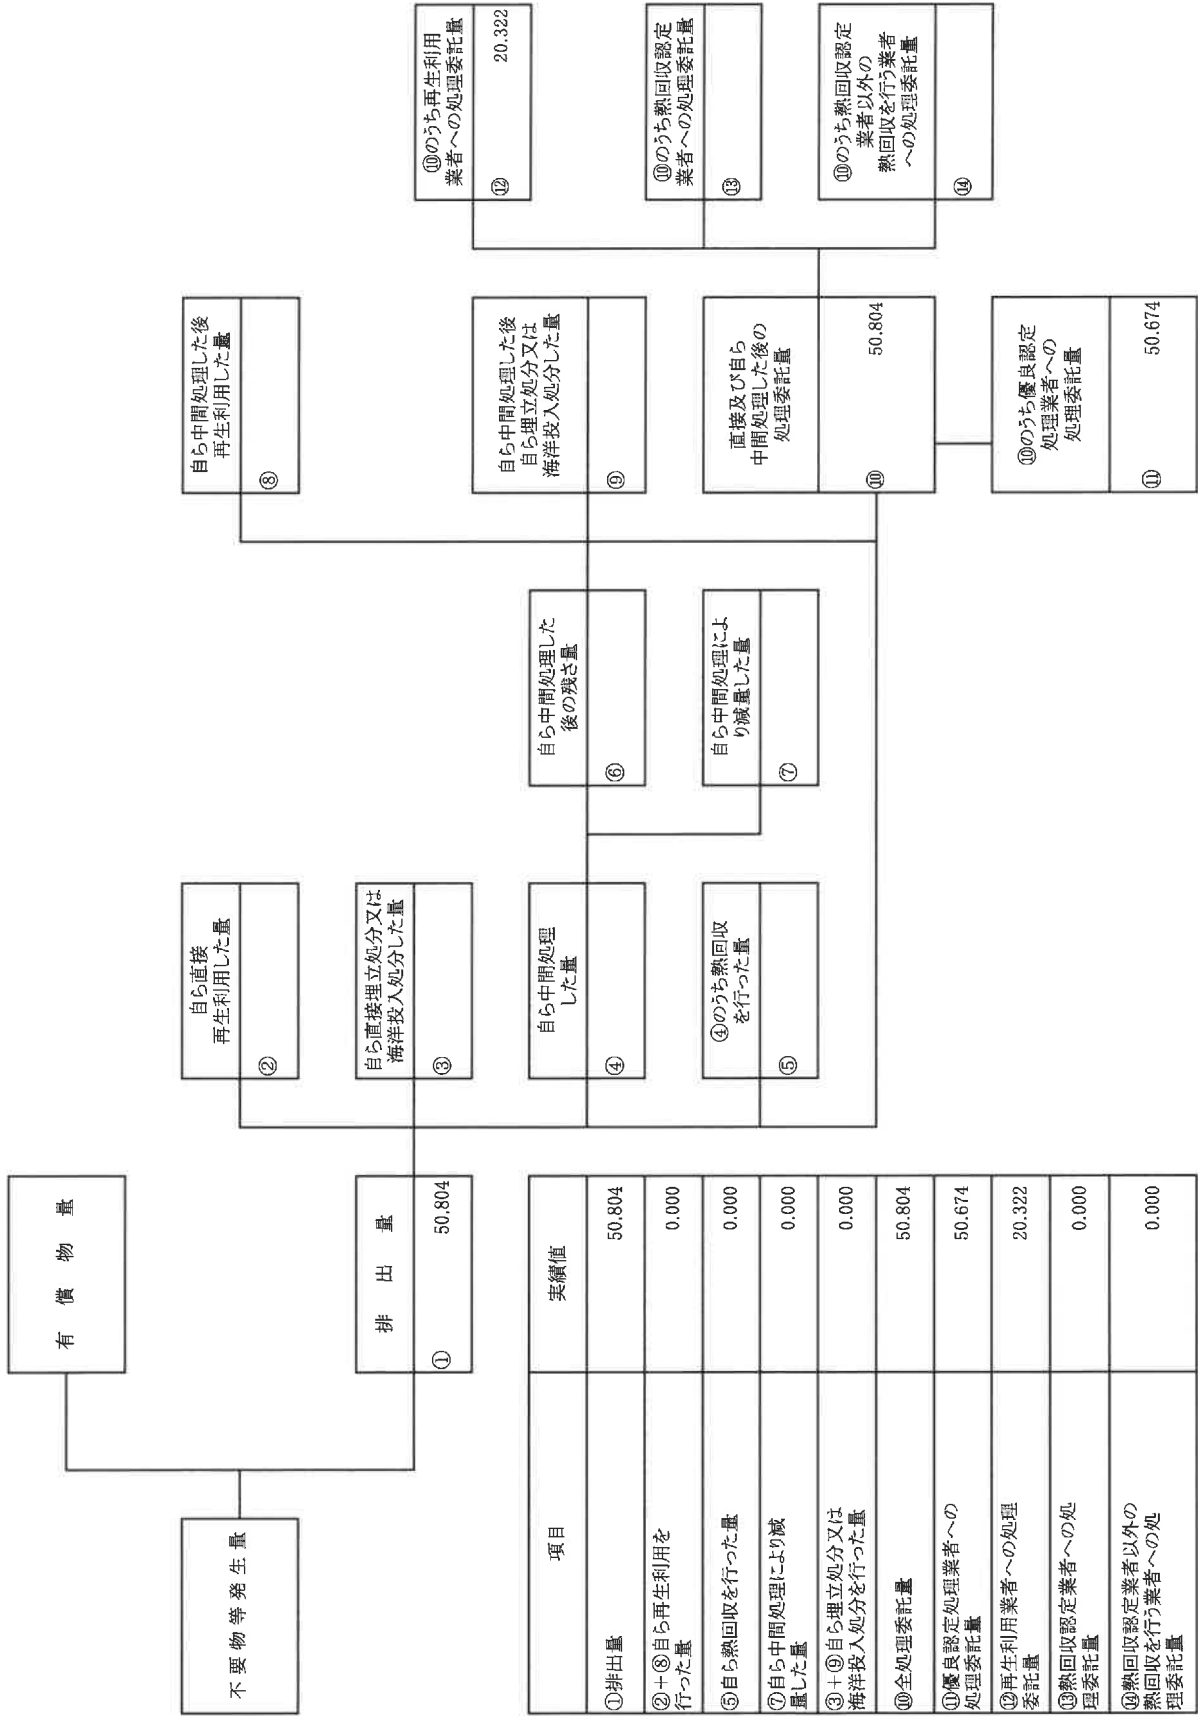 有償物量
不要物等発生量
排出量
① 50.804
自ら直接
再生利用した量
②
自ら直接埋立処分又は
海洋投入処分した量
③
自ら中間処理
した量
④
④のうち熱回収
を行った量
⑤
自ら中間処理した
後の残さ量
⑥
自ら中間処理によ
り減量した量
⑦
自ら中間処理した後
再生利用した量
⑧
自ら中間処理した後
自ら埋立処分又は
海洋投入処分した量
⑨
直接及び自ら
中間処理した後の
処理委託量
⑩ 50.804
⑩のうち優良認定
処理業者への
処理委託量
⑪ 50.674
⑩のうち再生利用
業者への処理委託量
⑫ 20.322
⑩のうち熱回収認定
業者への処理委託量
⑬
⑩のうち熱回収認定
業者以外の
熱回収を行う業者
への処理委託量
⑭
項目 実績値
①排出量 50.804
②+⑧自ら再生利用を
行った量 0.000
⑤自ら熱回収を行った量 0.000
⑦自ら中間処理により減
量した量 0.000
③+⑨自ら埋立処分又は
海洋投入処分を行った量 0.000
⑩全処理委託量 50.804
⑪優良認定処理業者への
処理委託量 50.674
⑫再生利用業者への処理
委託量 20.322
⑬熱回収認定業者への処
理委託量 0.000
⑭熱回収認定業者以外の
熱回収を行う業者への処
理委託量 0.000